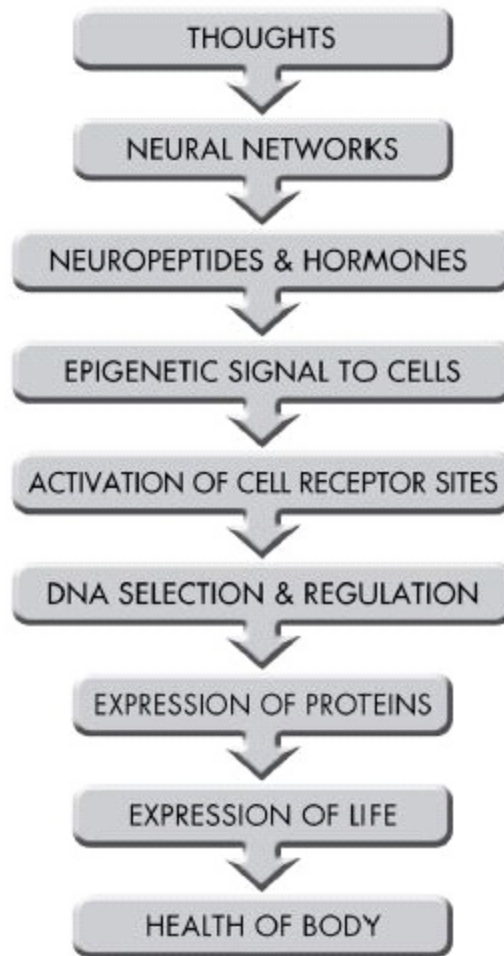 THOUGHTS
NEURAL NETWORKS
NEUROPEPTIDES & HORMONES
EPIGENETIC SIGNAL TO CELLS
ACTIVATION OF CELL RECEPTOR SITES
DNA SELECTION & REGULATION
EXPRESSION OF PROTEINS
EXPRESSION OF LIFE
HEALTH OF BODY